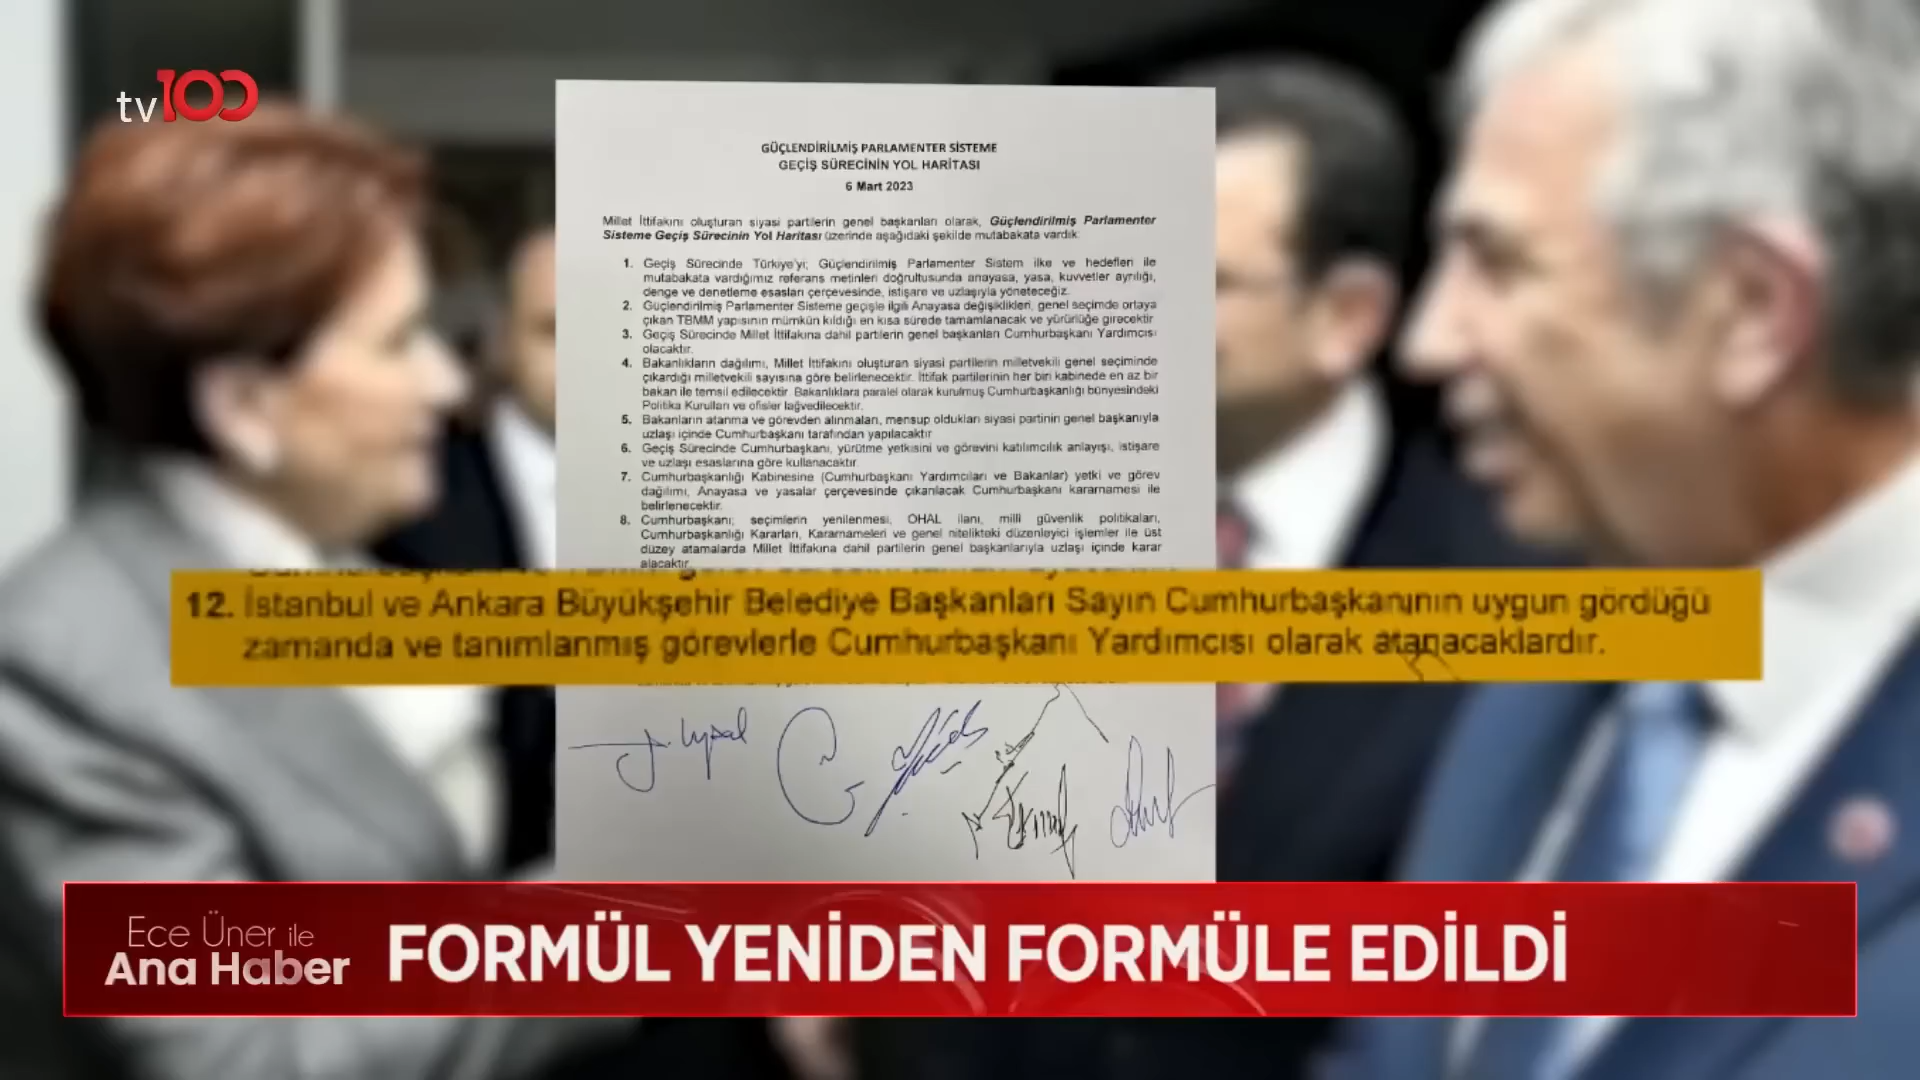 tv100
GÜÇLENDİRİLMİŞ PARLAMENTER SİSTEME
GEÇİŞ SÜRECİNİN YOL HARİTASI
6 Mart 2023
Millet İttifakını oluşturan siyasi partilerin genel başkanları olarak, Güçlendirilmiş Parlamenter
Sisteme Geçiş Sürecinin Yol Haritası üzerinde aşağıdaki şekilde mutabakata vardık:
1. Geçiş Sürecinde Türkiye'yi; Güçlendirilmiş Parlamenter Sistem ilke ve hedefleri ile
mutabakata vardığımız referans metinleri doğrultusunda anayasa, yasa, kuvvetler ayrılığı,
denge ve denetleme esasları çerçevesinde, istişare ve uzlaşıyla yöneteceğiz.
2. Güçlendirilmiş Parlamenter Sisteme geçişle ilgili Anayasa değişiklikleri, genel seçimde ortaya
çıkan TBMM yapısının mümkün kıldığı en kısa sürede tamamlanacak ve yürürlüğe girecektir
3. Geçiş Sürecinde Millet İttifakına dahil partilerin genel başkanları Cumhurbaşkanı Yardımcısı
olacaktır.
4. Bakanlıkların dağılımı, Millet İttifakını oluşturan siyasi partilerin milletvekili genel seçiminde
çıkardığı milletvekili sayısına göre belirlenecektir. İttifak partilerinin her biri kabinede en az bir
bakan ile temsil edilecektir. Bakanlıklara paralel olarak kurulmuş Cumhurbaşkanlığı bünyesindeki
Politika Kurulları ve ofisler lağvedilecektir.
5. Bakanların atanma ve görevden alınmaları, mensup oldukları siyasi partinin genel başkanıyla
uzlaşı içinde Cumhurbaşkanı tarafından yapılacaktır
6. Geçiş Sürecinde Cumhurbaşkanı, yürütme yetkisini ve görevini katılımcılık anlayışı, istişare
ve uzlaşı esaslarına göre kullanacaktır.
7. Cumhurbaşkanlığı Kabinesine (Cumhurbaşkanı Yardımcıları ve Bakanlar) yetki ve görev
dağılımı, Anayasa ve yasalar çerçevesinde çıkarılacak Cumhurbaşkanı kararnamesi ile
belirlenecektir.
8. Cumhurbaşkanı; seçimlerin yenilenmesi, OHAL ilanı, milli güvenlik politikaları,
Cumhurbaşkanlığı Kararları, Kararnameleri ve genel nitelikteki düzenleyici işlemler ile üst
düzey atamalarda Millet İttifakına dahil partilerin genel başkanlarıyla uzlaşı içinde karar
alacaktır.
12. İstanbul ve Ankara Büyükşehir Belediye Başkanları Sayın Cumhurbaşkanının uygun gördüğü
zamanda ve tanımlanmış görevlerle Cumhurbaşkanı Yardımcısı olarak atanacaklardır.
Ece Üner ile
Ana Haber
FORMÜL YENİDEN FORMÜLE EDİLDİ